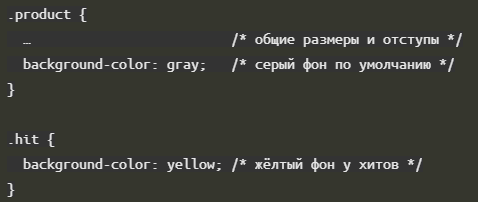 .product {
  …                         /* общие размеры и отступы */
  background-color: gray;   /* серый фон по умолчанию */
}

.hit {
  background-color: yellow; /* жёлтый фон у хитов */
}